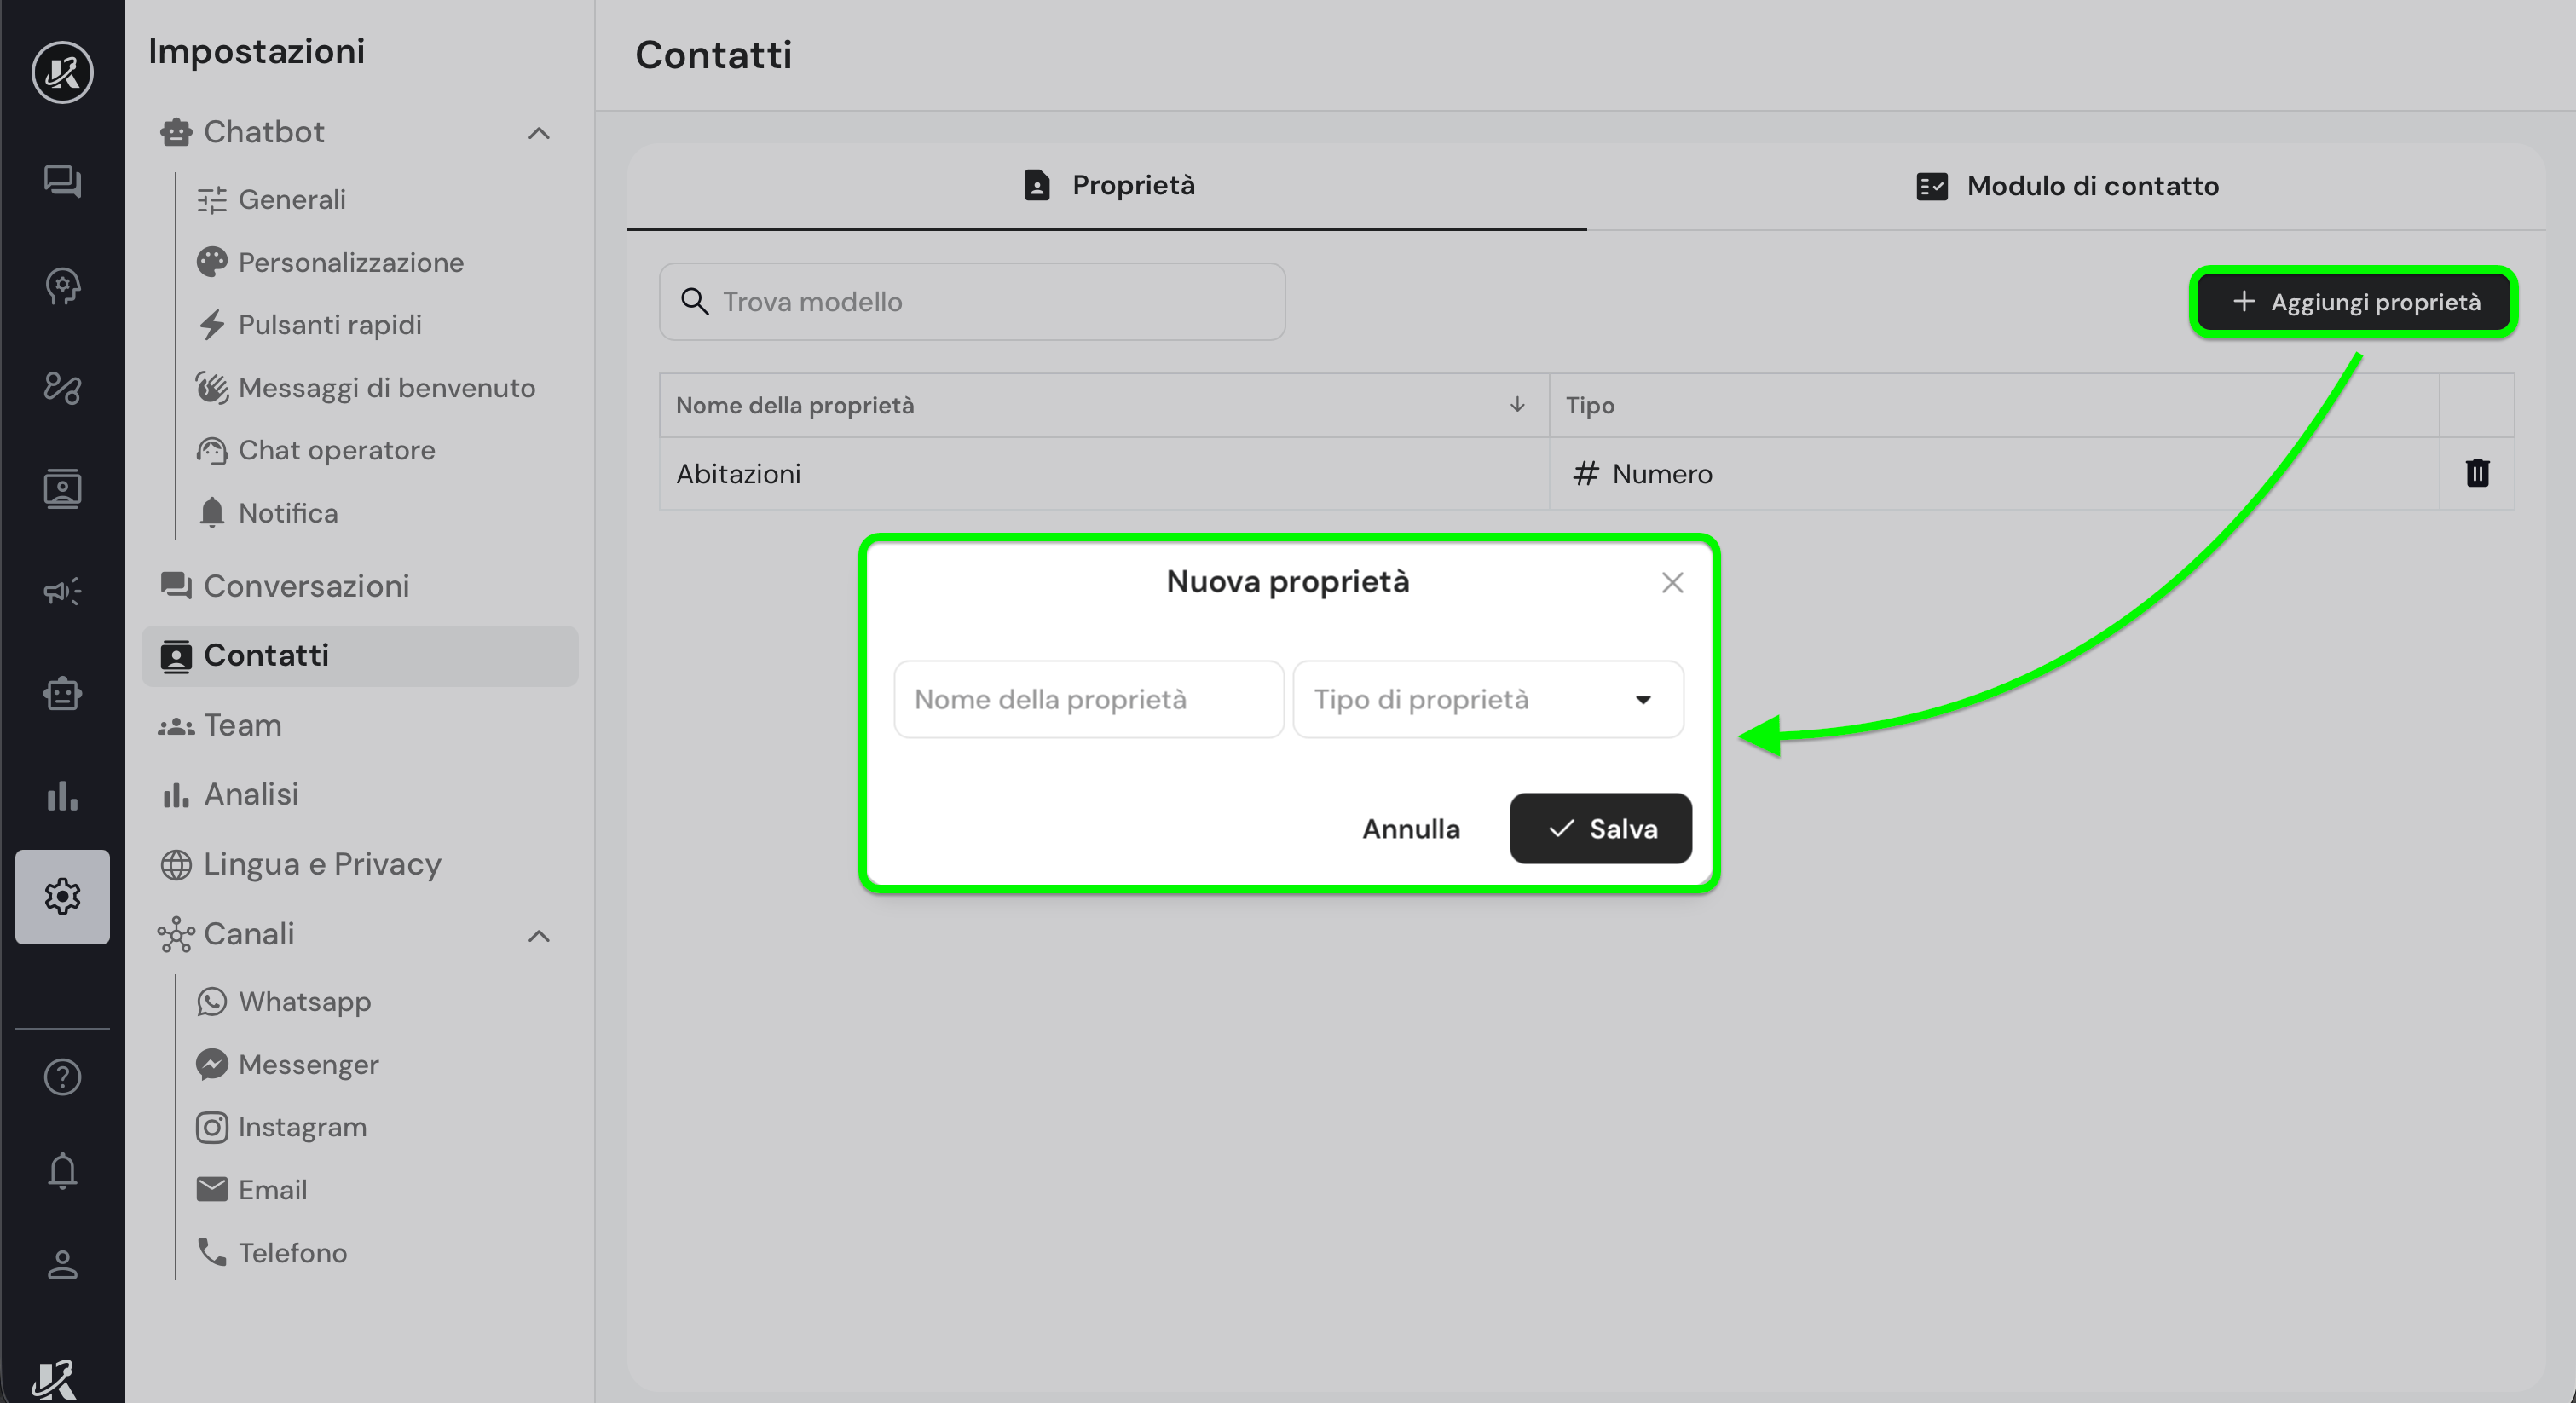 Impostazioni
Chatbot
Generali
Personalizzazione
Pulsanti rapidi
Messaggi di benvenuto
Chat operatore
Notifica
Conversazioni
Contatti
Team
Analisi
Lingua e Privacy
Canali
Whatsapp
Messenger
Instagram
Email
Telefono
Contatti
Proprietà
Modulo di contatto
Trova modello
Aggiungi proprietà
Nome della proprietà
Tipo
Abitazioni
Numero
Nuova proprietà
Nome della proprietà
Tipo di proprietà
Annulla
Salva